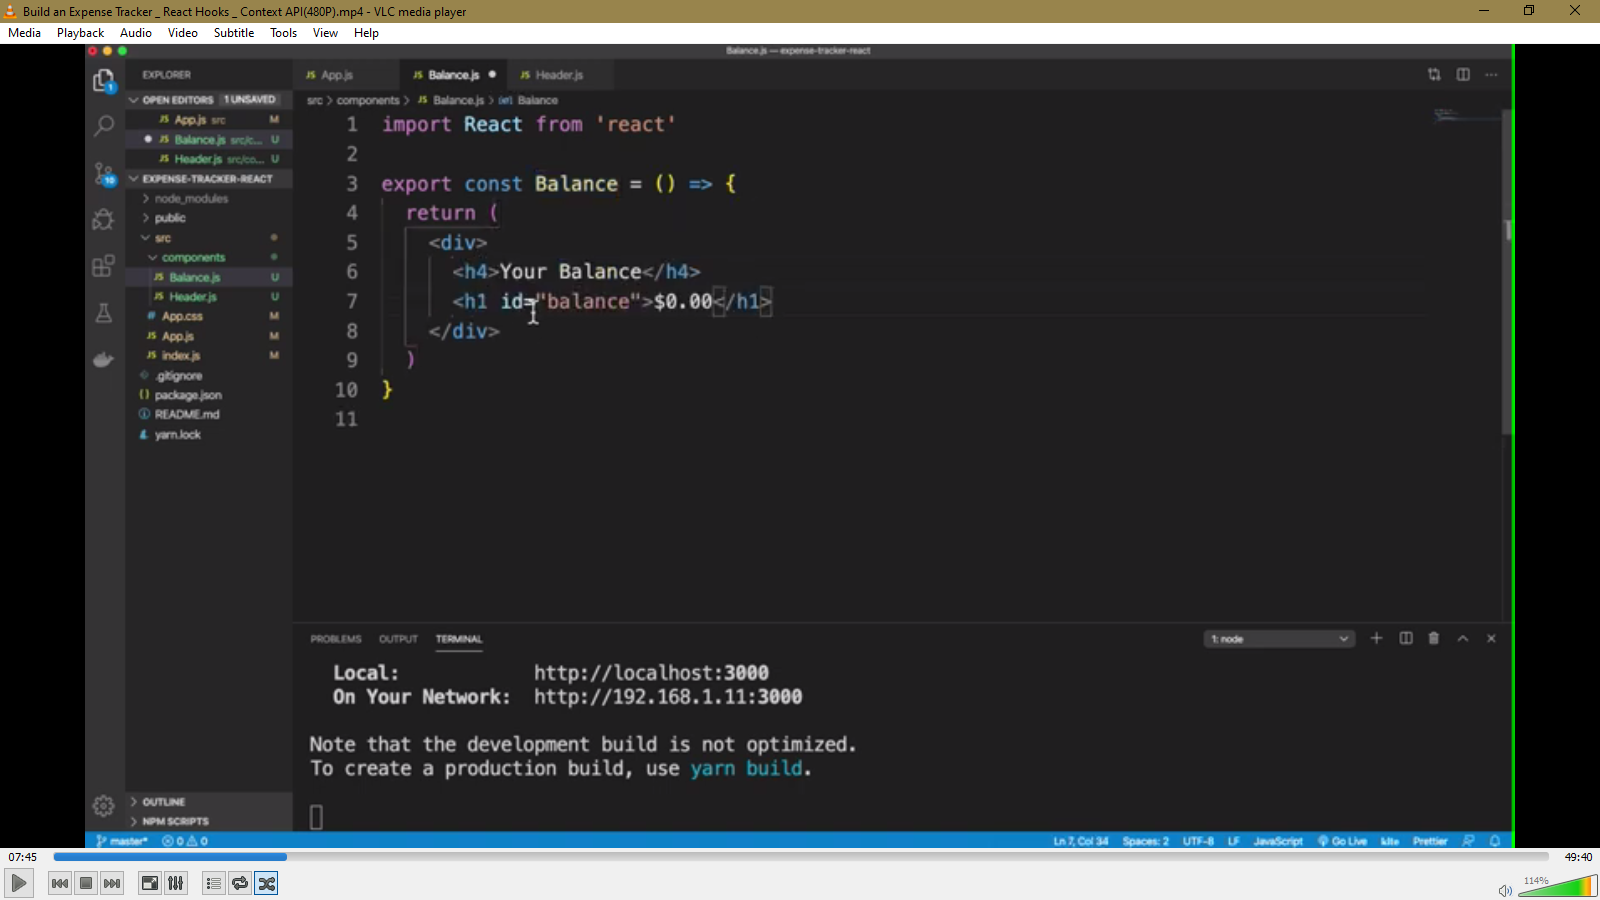 Build an Expense Tracker _ React Hooks _ Context API(480P).mp4 - VLC media player
Media Playback Audio Video Subtitle Tools View Help
Balance.js — expense-tracker-react
EXPLORER
App.js Balance.js Header.js
OPEN EDITORS 1 UNSAVED
src > components > JS Balance.js > Balance
1
JS App.js src M
JS Balance.js src/c... U
JS Header.js src/co... U
10
EXPENSE-TRACKER-REACT
node_modules
public
src
components
JS Balance.js U
JS Header.js U
# App.css M
JS App.js M
JS index.js M
.gitignore
{} package.json
README.md
yarn.lock
1 import React from 'react'
2
3 export const Balance = () => {
4 return (
5 <div>
6 <h4>Your Balance</h4>
7 <h1 id="balance">$0.00</h1>
8 </div>
9 )
10 }
11
PROBLEMS OUTPUT TERMINAL 1: node
Local: http://localhost:3000
On Your Network: http://192.168.1.11:3000
Note that the development build is not optimized.
To create a production build, use yarn build.
OUTLINE
NPM SCRIPTS
master* 0 0 Ln 7, Col 34 Spaces: 2 UTF-8 LF JavaScript Go Live kite Prettier
07:45 49:40
114%